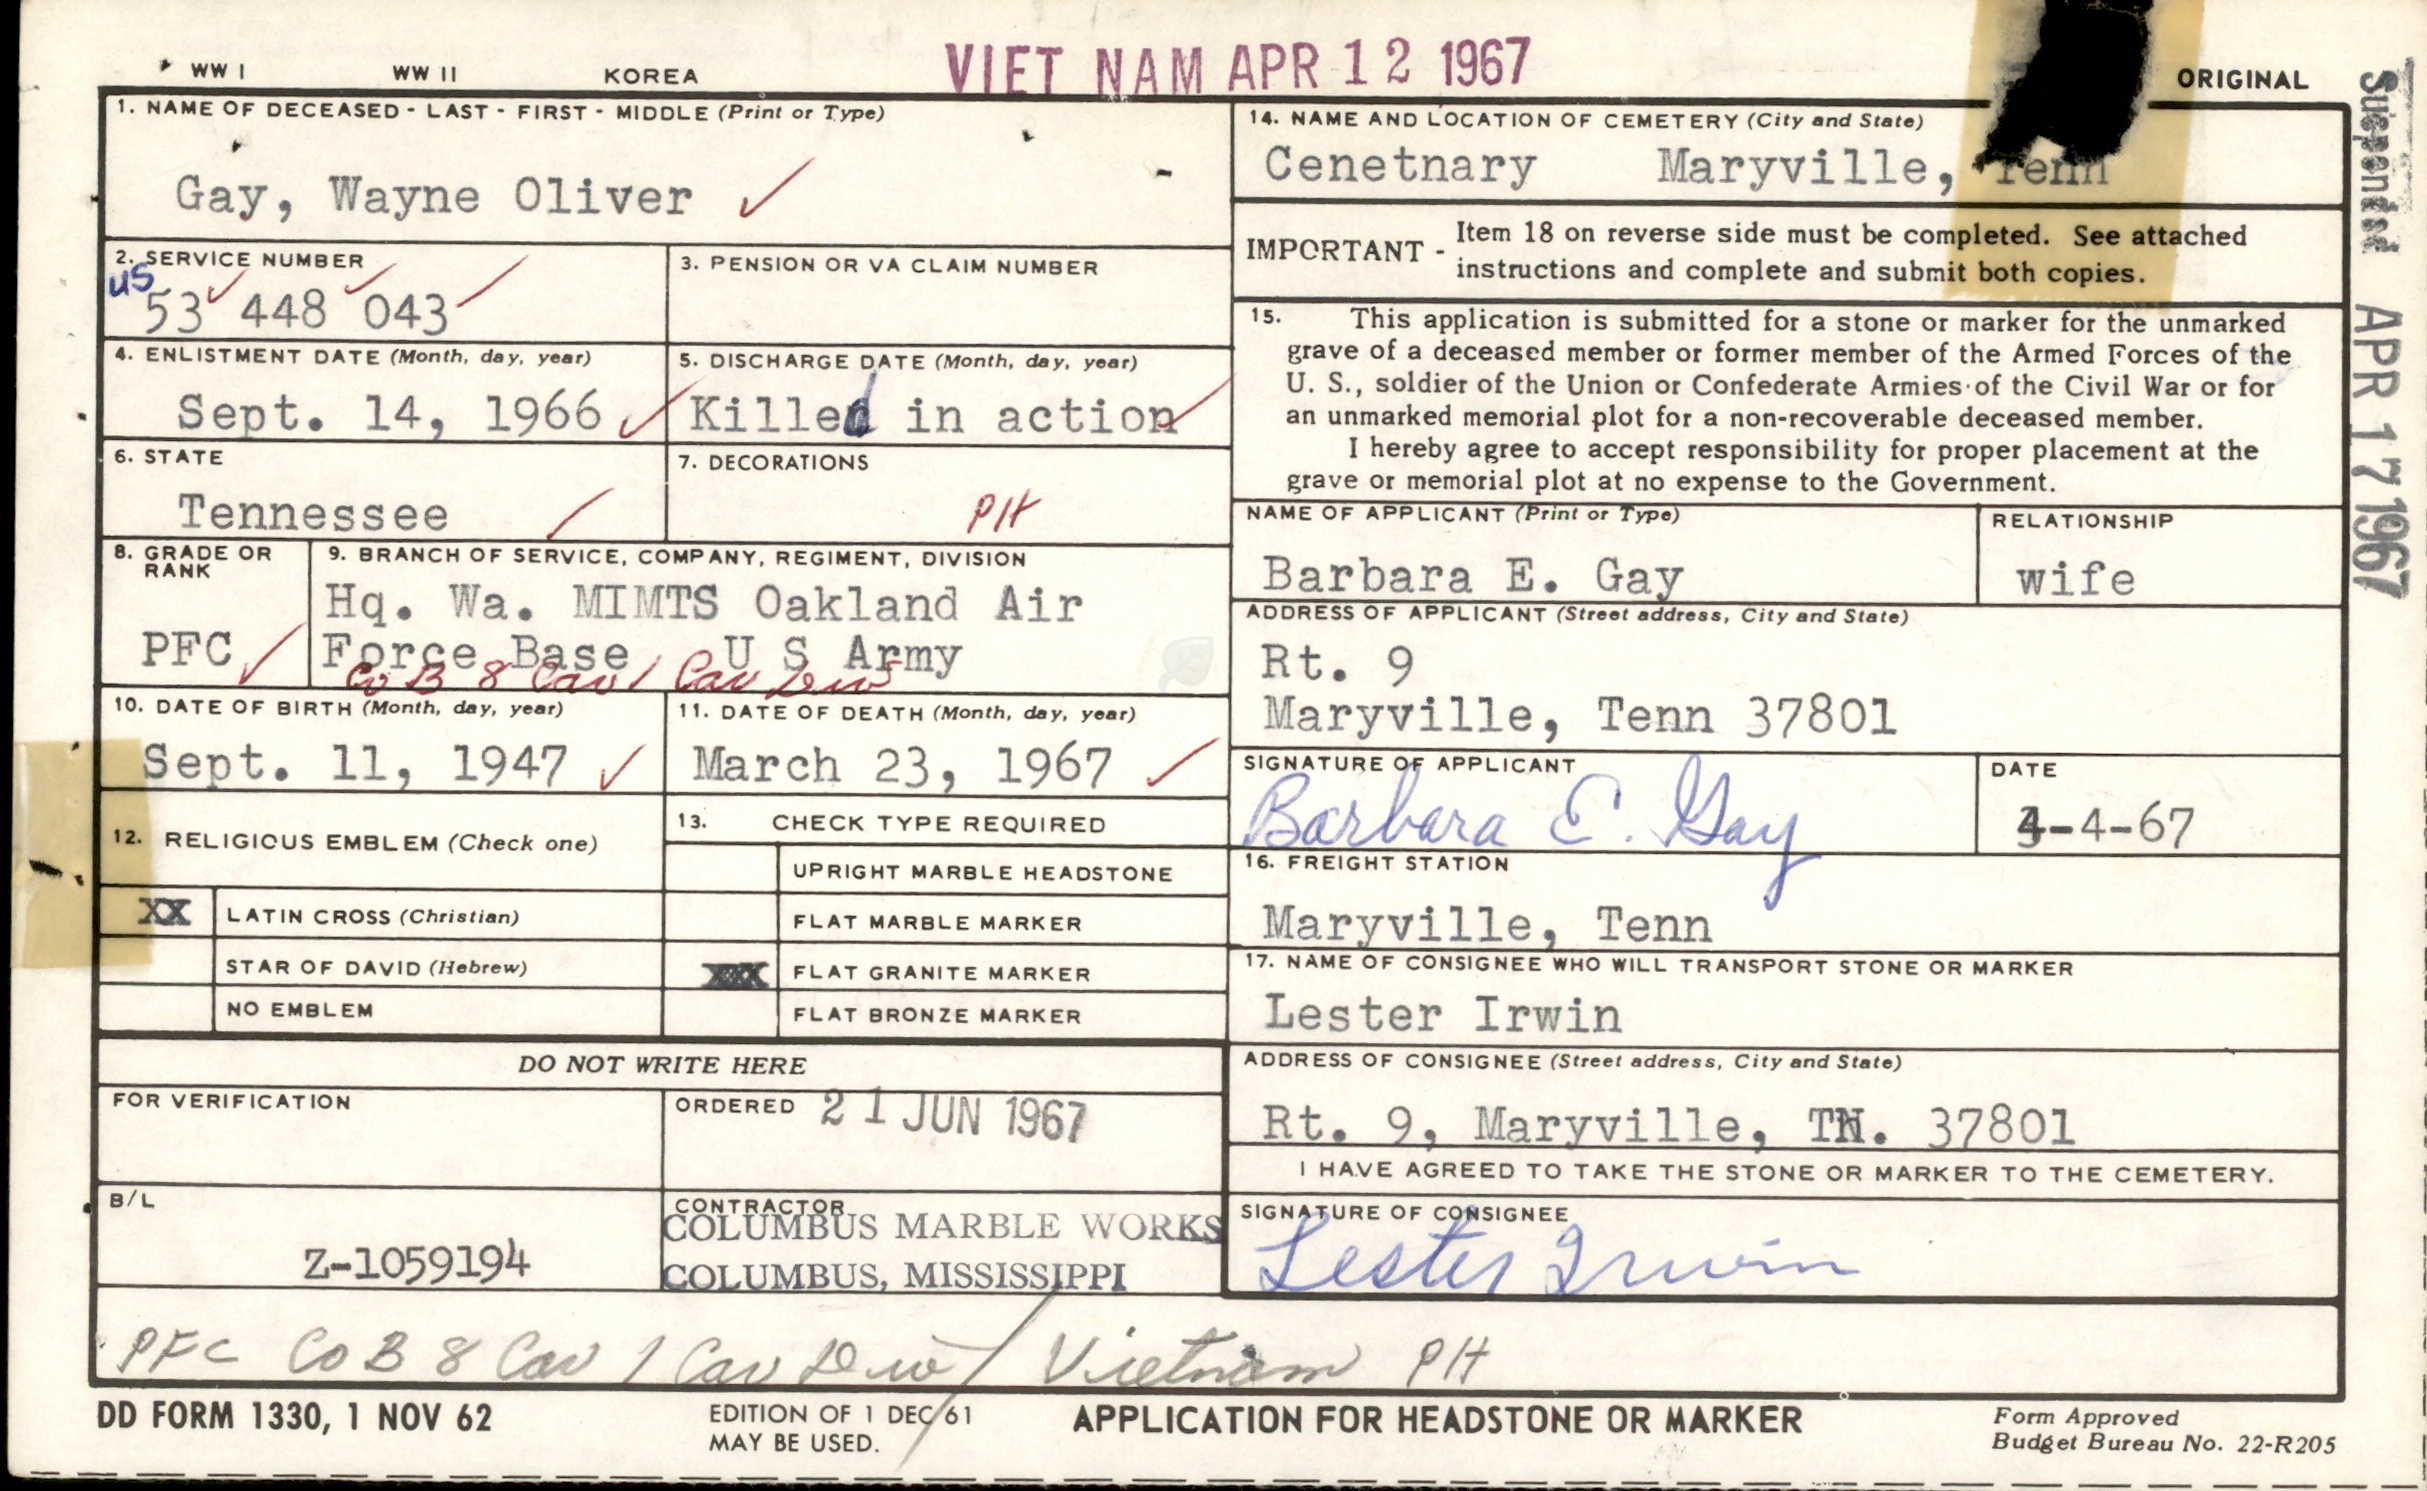 WW I WW II KOREA VIET NAM APR 12 1967 ORIGINAL
1. NAME OF DECEASED - LAST - FIRST - MIDDLE (Print or Type)
Gay, Wayne Oliver ✓
2. SERVICE NUMBER
US 53 448 043
3. PENSION OR VA CLAIM NUMBER
4. ENLISTMENT DATE (Month, day, year)
Sept. 14, 1966
5. DISCHARGE DATE (Month, day, year)
Killed in action
6. STATE
Tennessee
7. DECORATIONS
PH
8. GRADE OR
RANK
PFC
9. BRANCH OF SERVICE, COMPANY, REGIMENT, DIVISION
Hq. Wa. MIMTS Oakland Air
Force Base U S Army
Co B 8 Cav 1 Cav Div
10. DATE OF BIRTH (Month, day, year)
Sept. 11, 1947
11. DATE OF DEATH (Month, day, year)
March 23, 1967
12. RELIGIOUS EMBLEM (Check one)
XX LATIN CROSS (Christian)
STAR OF DAVID (Hebrew)
NO EMBLEM
13. CHECK TYPE REQUIRED
UPRIGHT MARBLE HEADSTONE
FLAT MARBLE MARKER
XXX FLAT GRANITE MARKER
FLAT BRONZE MARKER
DO NOT WRITE HERE
FOR VERIFICATION
ORDERED 21 JUN 1967
B/L
Z-1059194
CONTRACTOR
COLUMBUS MARBLE WORKS
COLUMBUS, MISSISSIPPI
14. NAME AND LOCATION OF CEMETERY (City and State)
Cenetnary Maryville, Tenn
IMPORTANT - Item 18 on reverse side must be completed. See attached
instructions and complete and submit both copies.
15. This application is submitted for a stone or marker for the unmarked
grave of a deceased member or former member of the Armed Forces of the
U. S., soldier of the Union or Confederate Armies of the Civil War or for
an unmarked memorial plot for a non-recoverable deceased member.
I hereby agree to accept responsibility for proper placement at the
grave or memorial plot at no expense to the Government.
NAME OF APPLICANT (Print or Type)
Barbara E. Gay
RELATIONSHIP
wife
ADDRESS OF APPLICANT (Street address, City and State)
Rt. 9
Maryville, Tenn 37801
SIGNATURE OF APPLICANT
Barbara E. Gay
DATE
4-4-67
16. FREIGHT STATION
Maryville, Tenn
17. NAME OF CONSIGNEE WHO WILL TRANSPORT STONE OR MARKER
Lester Irwin
ADDRESS OF CONSIGNEE (Street address, City and State)
Rt. 9, Maryville, TN. 37801
I HAVE AGREED TO TAKE THE STONE OR MARKER TO THE CEMETERY.
SIGNATURE OF CONSIGNEE
Lester Irwin
PFC Co B 8 Cav 1 Cav Div / Vietnam PH
DD FORM 1330, 1 NOV 62
EDITION OF 1 DEC 61
MAY BE USED.
APPLICATION FOR HEADSTONE OR MARKER
Form Approved
Budget Bureau No. 22-R205
Suspended APR 17 1967